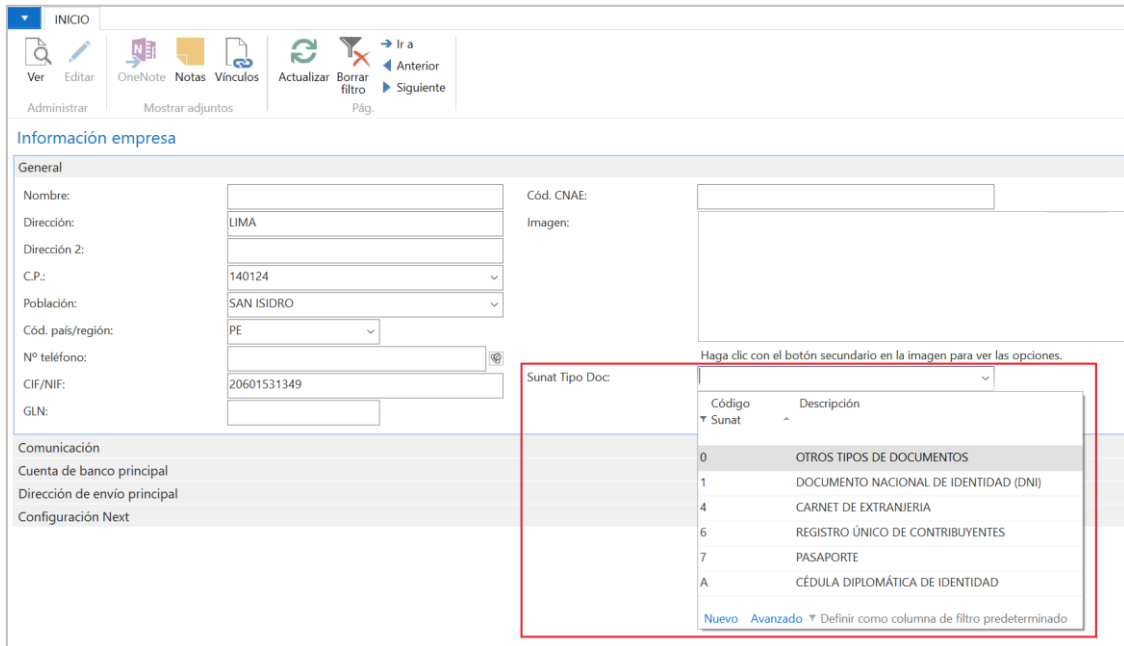 INICIO
Ver
Editar
OneNote
Notas
Vínculos
Actualizar
Borrar
filtro
Ir a
Anterior
Siguiente
Administrar
Mostrar adjuntos
Pág.
Información empresa
General
Nombre:
Dirección: LIMA
Dirección 2:
C.P.: 140124
Población: SAN ISIDRO
Cód. país/región: PE
Nº teléfono:
CIF/NIF: 20601531349
GLN:
Cód. CNAE:
Imagen:
Haga clic con el botón secundario en la imagen para ver las opciones.
Sunat Tipo Doc:
Código Descripción
Sunat
0 OTROS TIPOS DE DOCUMENTOS
1 DOCUMENTO NACIONAL DE IDENTIDAD (DNI)
4 CARNET DE EXTRANJERIA
6 REGISTRO ÚNICO DE CONTRIBUYENTES
7 PASAPORTE
A CÉDULA DIPLOMÁTICA DE IDENTIDAD
Nuevo Avanzado Definir como columna de filtro predeterminado
Comunicación
Cuenta de banco principal
Dirección de envío principal
Configuración Next